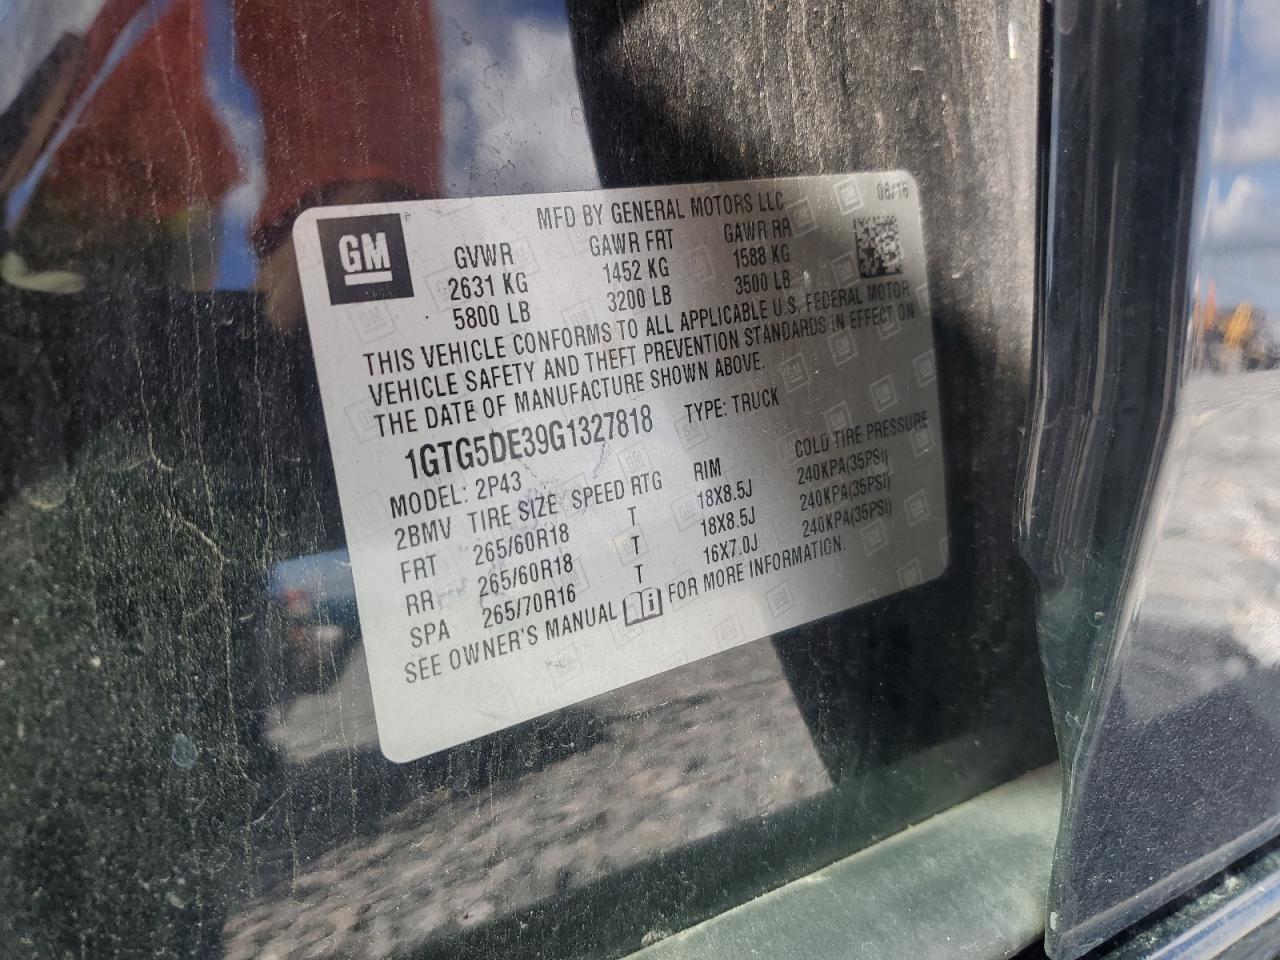 MFD BY GENERAL MOTORS LLC 06/16
GM
GVWR GAWR FRT GAWR RR
2631 KG 1452 KG 1588 KG
5800 LB 3200 LB 3500 LB
THIS VEHICLE CONFORMS TO ALL APPLICABLE U.S. FEDERAL MOTOR
VEHICLE SAFETY AND THEFT PREVENTION STANDARDS IN EFFECT ON
THE DATE OF MANUFACTURE SHOWN ABOVE.
1GTG5DE39G1327818 TYPE: TRUCK
MODEL: 2P43
2BMV TIRE SIZE SPEED RTG RIM COLD TIRE PRESSURE
FRT 265/60R18 T 18X8.5J 240KPA(35PSI)
RR 265/60R18 T 18X8.5J 240KPA(35PSI)
SPA 265/70R16 T 16X7.0J 240KPA(35PSI)
SEE OWNER'S MANUAL FOR MORE INFORMATION.